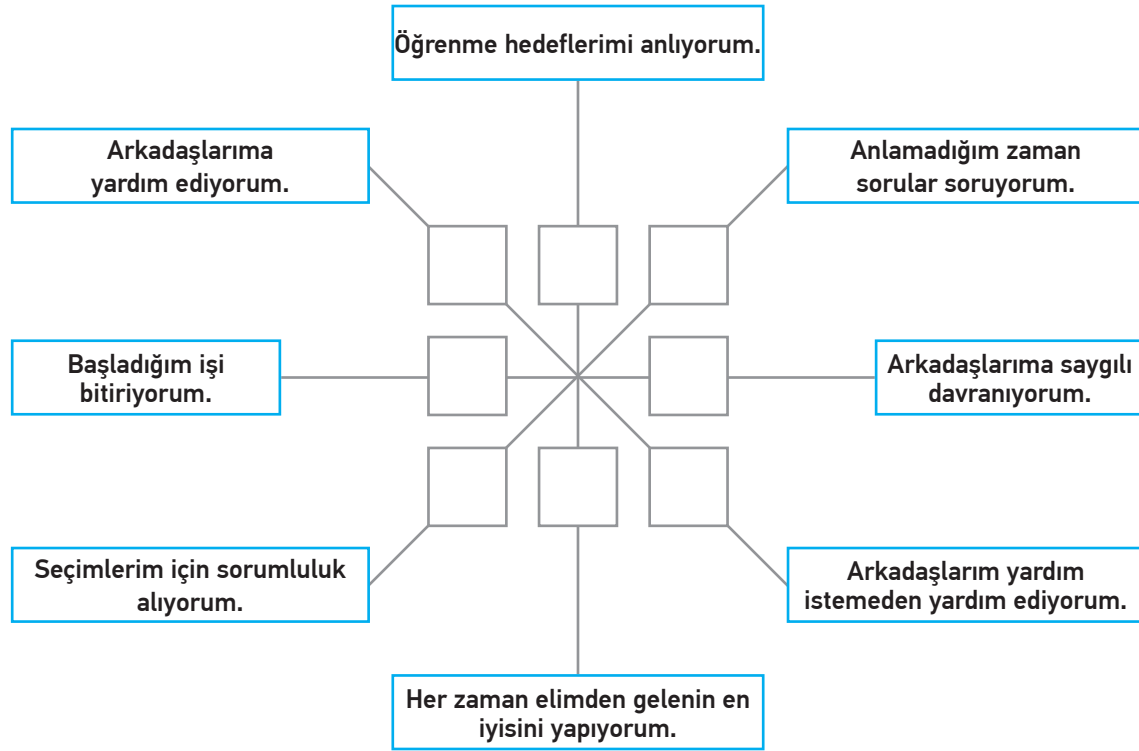 Öğrenme hedeflerimi anlıyorum.
Arkadaşlarıma
yardım ediyorum.
Anlamadığım zaman
sorular soruyorum.
Başladığım işi
bitiriyorum.
Arkadaşlarıma saygılı
davranıyorum.
Seçimlerim için sorumluluk
alıyorum.
Arkadaşlarım yardım
istemeden yardım ediyorum.
Her zaman elimden gelenin en
iyisini yapıyorum.